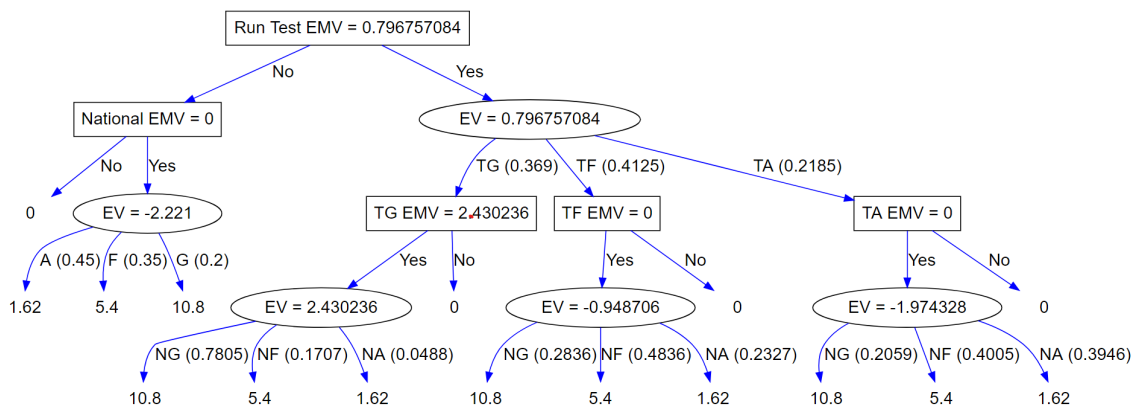 Run Test EMV = 0.796757084
No
Yes
National EMV = 0
EV = 0.796757084
No
Yes
TG (0.369)
TF (0.4125)
TA (0.2185)
0
EV = -2.221
TG EMV = 2.430236
TF EMV = 0
TA EMV = 0
A (0.45)
F (0.35)
G (0.2)
Yes
No
Yes
No
Yes
No
1.62
5.4
10.8
EV = 2.430236
0
EV = -0.948706
0
EV = -1.974328
0
NG (0.7805)
NF (0.1707)
NA (0.0488)
NG (0.2836)
NF (0.4836)
NA (0.2327)
NG (0.2059)
NF (0.4005)
NA (0.3946)
10.8
5.4
1.62
10.8
5.4
1.62
10.8
5.4
1.62